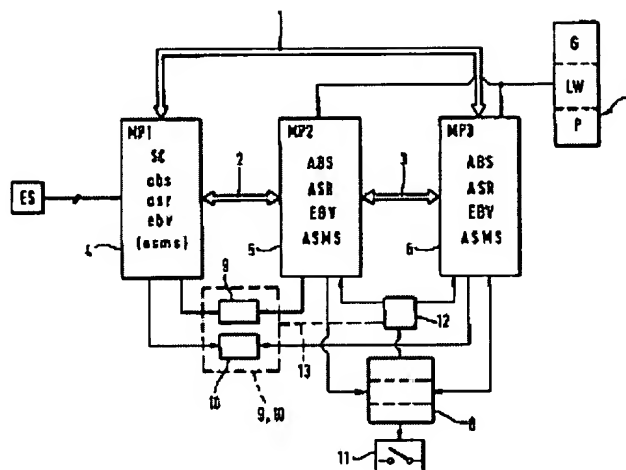 1
G
LW
P
MP1
SC
abs
asr
ebv
(asms)
MP2
ABS
ASR
EBV
ASMS
MP3
ABS
ASR
EBV
ASMS
ES
2
3
4
5
6
9
10
9,10
13
12
8
11